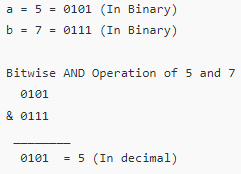 a = 5 = 0101 (In Binary)
b = 7 = 0111 (In Binary)
Bitwise AND Operation of 5 and 7
0101
& 0111
________
0101 = 5 (In decimal)